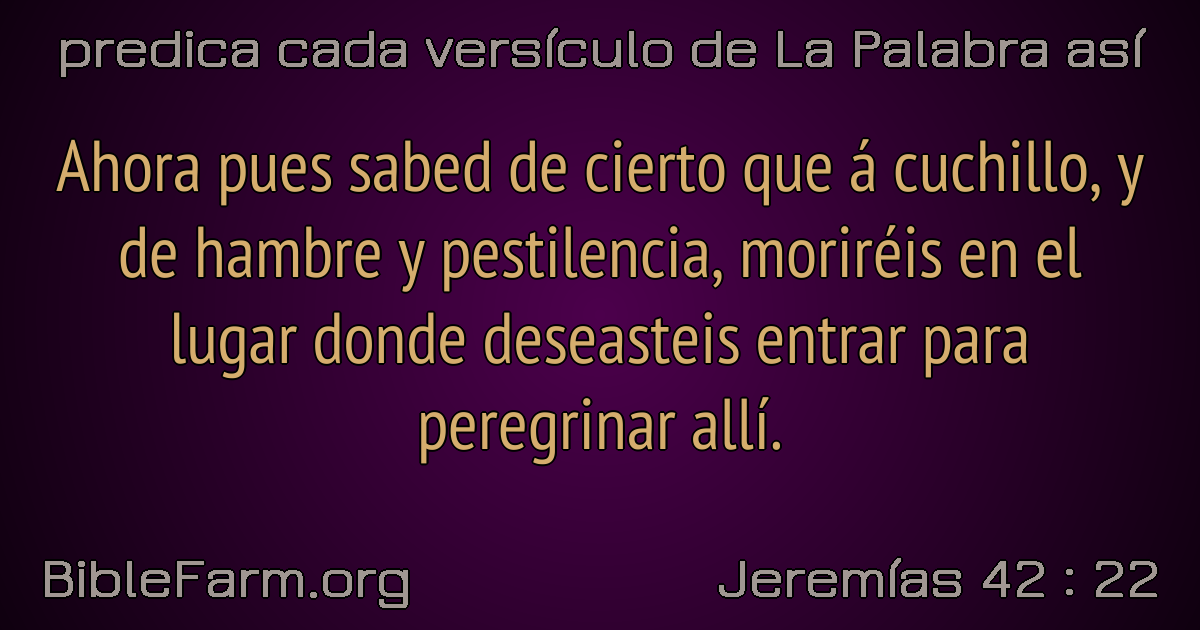 predica cada versículo de La Palabra así
Ahora pues sabed de cierto que á cuchillo, y
de hambre y pestilencia, moriréis en el
lugar donde deseasteis entrar para
peregrinar allí.
BibleFarm.org
Jeremías 42 : 22